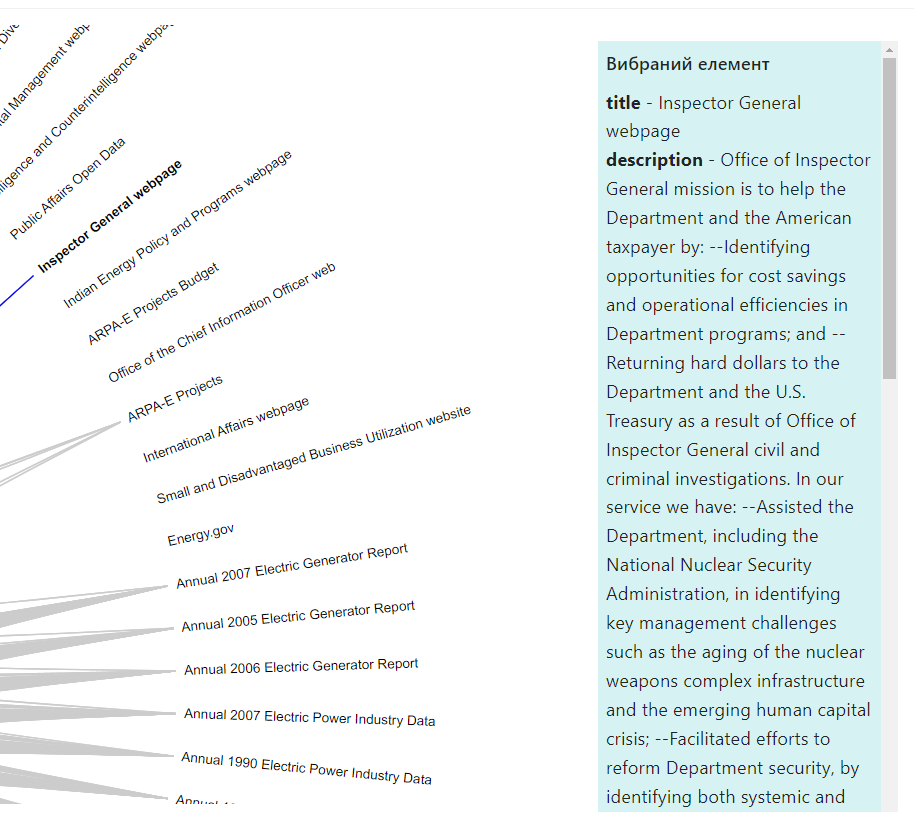 Management webp
lligence and Counterintelligence webpa
Public Affairs Open Data
Inspector General webpage
Indian Energy Policy and Programs webpage
ARPA-E Projects Budget
Office of the Chief Information Officer web
ARPA-E Projects
International Affairs webpage
Small and Disadvantaged Business Utilization website
Energy.gov
Annual 2007 Electric Generator Report
Annual 2005 Electric Generator Report
Annual 2006 Electric Generator Report
Annual 2007 Electric Power Industry Data
Annual 1990 Electric Power Industry Data
Вибраний елемент
title - Inspector General
webpage
description - Office of Inspector
General mission is to help the
Department and the American
taxpayer by: --Identifying
opportunities for cost savings
and operational efficiencies in
Department programs; and --
Returning hard dollars to the
Department and the U.S.
Treasury as a result of Office of
Inspector General civil and
criminal investigations. In our
service we have: --Assisted the
Department, including the
National Nuclear Security
Administration, in identifying
key management challenges
such as the aging of the nuclear
weapons complex infrastructure
and the emerging human capital
crisis; --Facilitated efforts to
reform Department security, by
identifying both systemic and